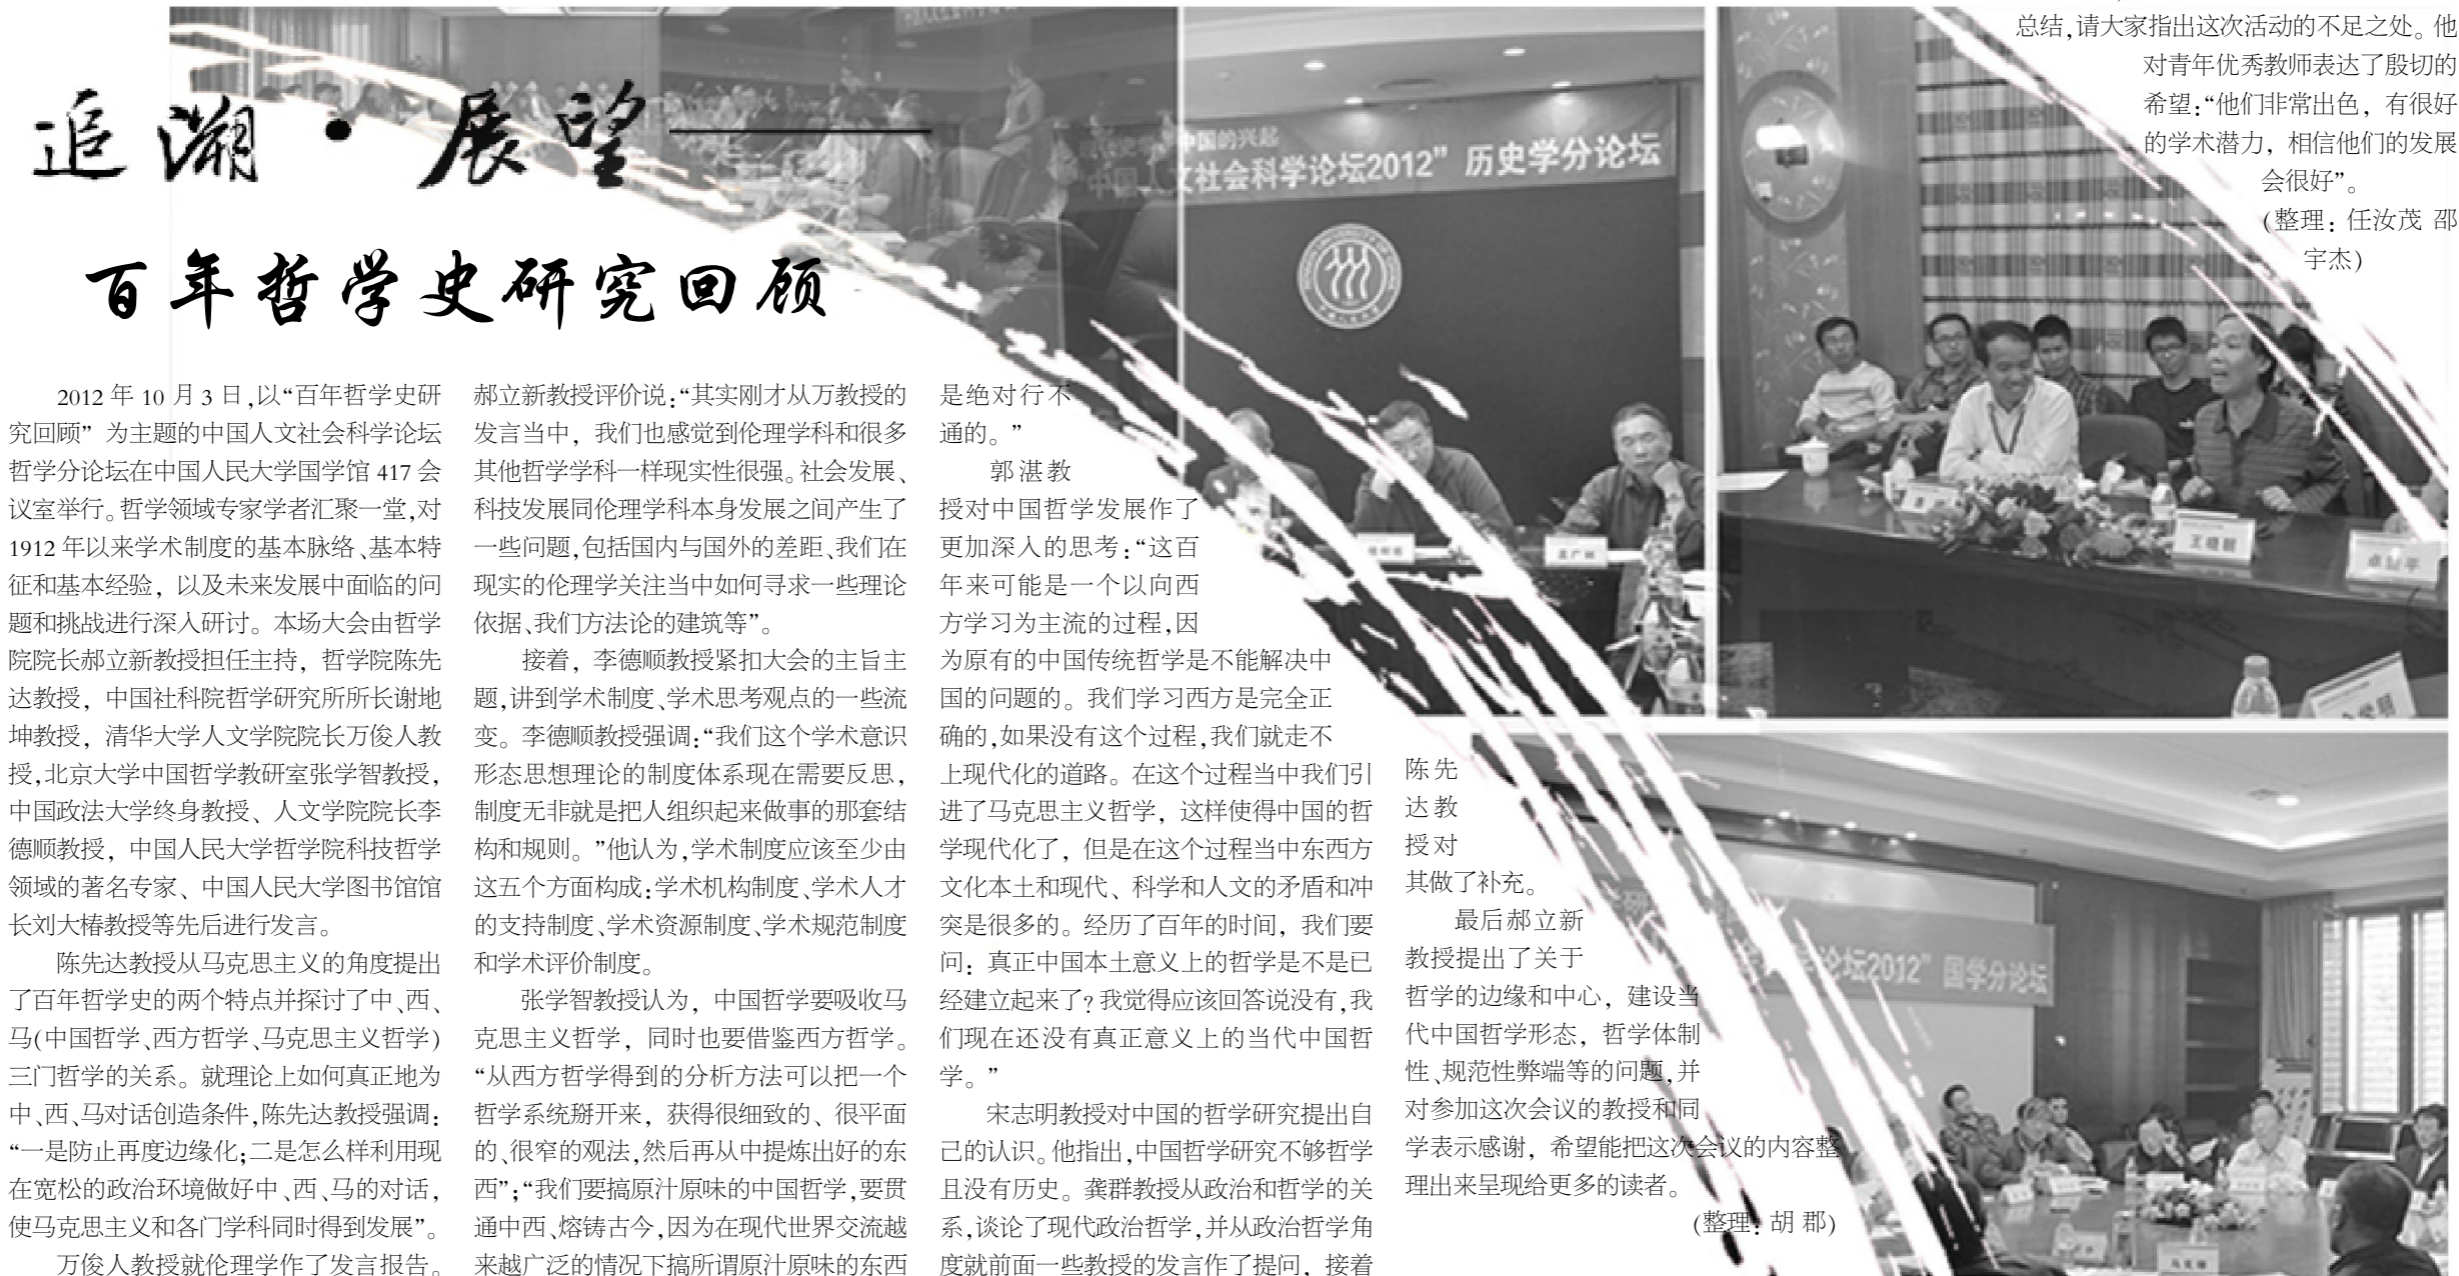 追溯·展望——
百年哲学史研究回顾
2012年10月3日,以“百年哲学史研
究回顾”为主题的中国人文社会科学论坛
哲学分论坛在中国人民大学国学馆417会
议室举行。哲学领域专家学者汇聚一堂,对
1912年以来学术制度的基本脉络、基本特
征和基本经验，以及未来发展中面临的问
题和挑战进行深入研讨。本场大会由哲学
院院长郝立新教授担任主持，哲学院陈先
达教授，中国社科院哲学研究所所长谢地
坤教授，清华大学人文学院院长万俊人教
授,北京大学中国哲学教研室张学智教授，
中国政法大学终身教授、人文学院院长李
德顺教授，中国人民大学哲学院科技哲学
领域的著名专家、中国人民大学图书馆馆
长刘大椿教授等先后进行发言。
陈先达教授从马克思主义的角度提出
了百年哲学史的两个特点并探讨了中、西、
马(中国哲学、西方哲学、马克思主义哲学)
三门哲学的关系。就理论上如何真正地为
中、西、马对话创造条件,陈先达教授强调:
“一是防止再度边缘化;二是怎么样利用现
在宽松的政治环境做好中、西、马的对话，
使马克思主义和各门学科同时得到发展”。
万俊人教授就伦理学作了发言报告。
郝立新教授评价说:“其实刚才从万教授的
发言当中，我们也感觉到伦理学科和很多
其他哲学学科一样现实性很强。社会发展、
科技发展同伦理学科本身发展之间产生了
一些问题,包括国内与国外的差距、我们在
现实的伦理学关注当中如何寻求一些理论
依据、我们方法论的建筑等”。
接着，李德顺教授紧扣大会的主旨主
题,讲到学术制度、学术思考观点的一些流
变。李德顺教授强调:“我们这个学术意识
形态思想理论的制度体系现在需要反思，
制度无非就是把人组织起来做事的那套结
构和规则。”他认为,学术制度应该至少由
这五个方面构成:学术机构制度、学术人才
的支持制度、学术资源制度、学术规范制度
和学术评价制度。
张学智教授认为，中国哲学要吸收马
克思主义哲学，同时也要借鉴西方哲学。
“从西方哲学得到的分析方法可以把一个
哲学系统掰开来，获得很细致的、很平面
的、很窄的观法,然后再从中提炼出好的东
西”;“我们要搞原汁原味的中国哲学,要贯
通中西、熔铸古今,因为在现代世界交流越
来越广泛的情况下搞所谓原汁原味的东西
是绝对行不
通的。”
郭湛教
授对中国哲学发展作了
更加深入的思考:“这百
年来可能是一个以向西
方学习为主流的过程,因
为原有的中国传统哲学是不能解决中
国的问题的。我们学习西方是完全正
确的,如果没有这个过程,我们就走不
上现代化的道路。在这个过程当中我们引
进了马克思主义哲学，这样使得中国的哲
学现代化了，但是在这个过程当中东西方
文化本土和现代、科学和人文的矛盾和冲
突是很多的。经历了百年的时间，我们要
问：真正中国本土意义上的哲学是不是已
经建立起来了?我觉得应该回答说没有,我
们现在还没有真正意义上的当代中国哲
学。”
宋志明教授对中国的哲学研究提出自
己的认识。他指出,中国哲学研究不够哲学
且没有历史。龚群教授从政治和哲学的关
系,谈论了现代政治哲学,并从政治哲学角
度就前面一些教授的发言作了提问，接着
陈先
达教
授对
其做了补充。
最后郝立新
教授提出了关于
哲学的边缘和中心，建设当
代中国哲学形态，哲学体制
性、规范性弊端等的问题,并
对参加这次会议的教授和同
学表示感谢，希望能把这次会议的内容整
理出来呈现给更多的读者。
(整理: 胡 郡)
总结,请大家指出这次活动的不足之处。他
对青年优秀教师表达了殷切的
希望:“他们非常出色，有很好
的学术潜力，相信他们的发展
会很好”。
(整理: 任汝茂 邵
宇杰)
中国的兴起
中国人文社会科学论坛2012”历史学分论坛
王晓朝
论坛2012”国学分论坛